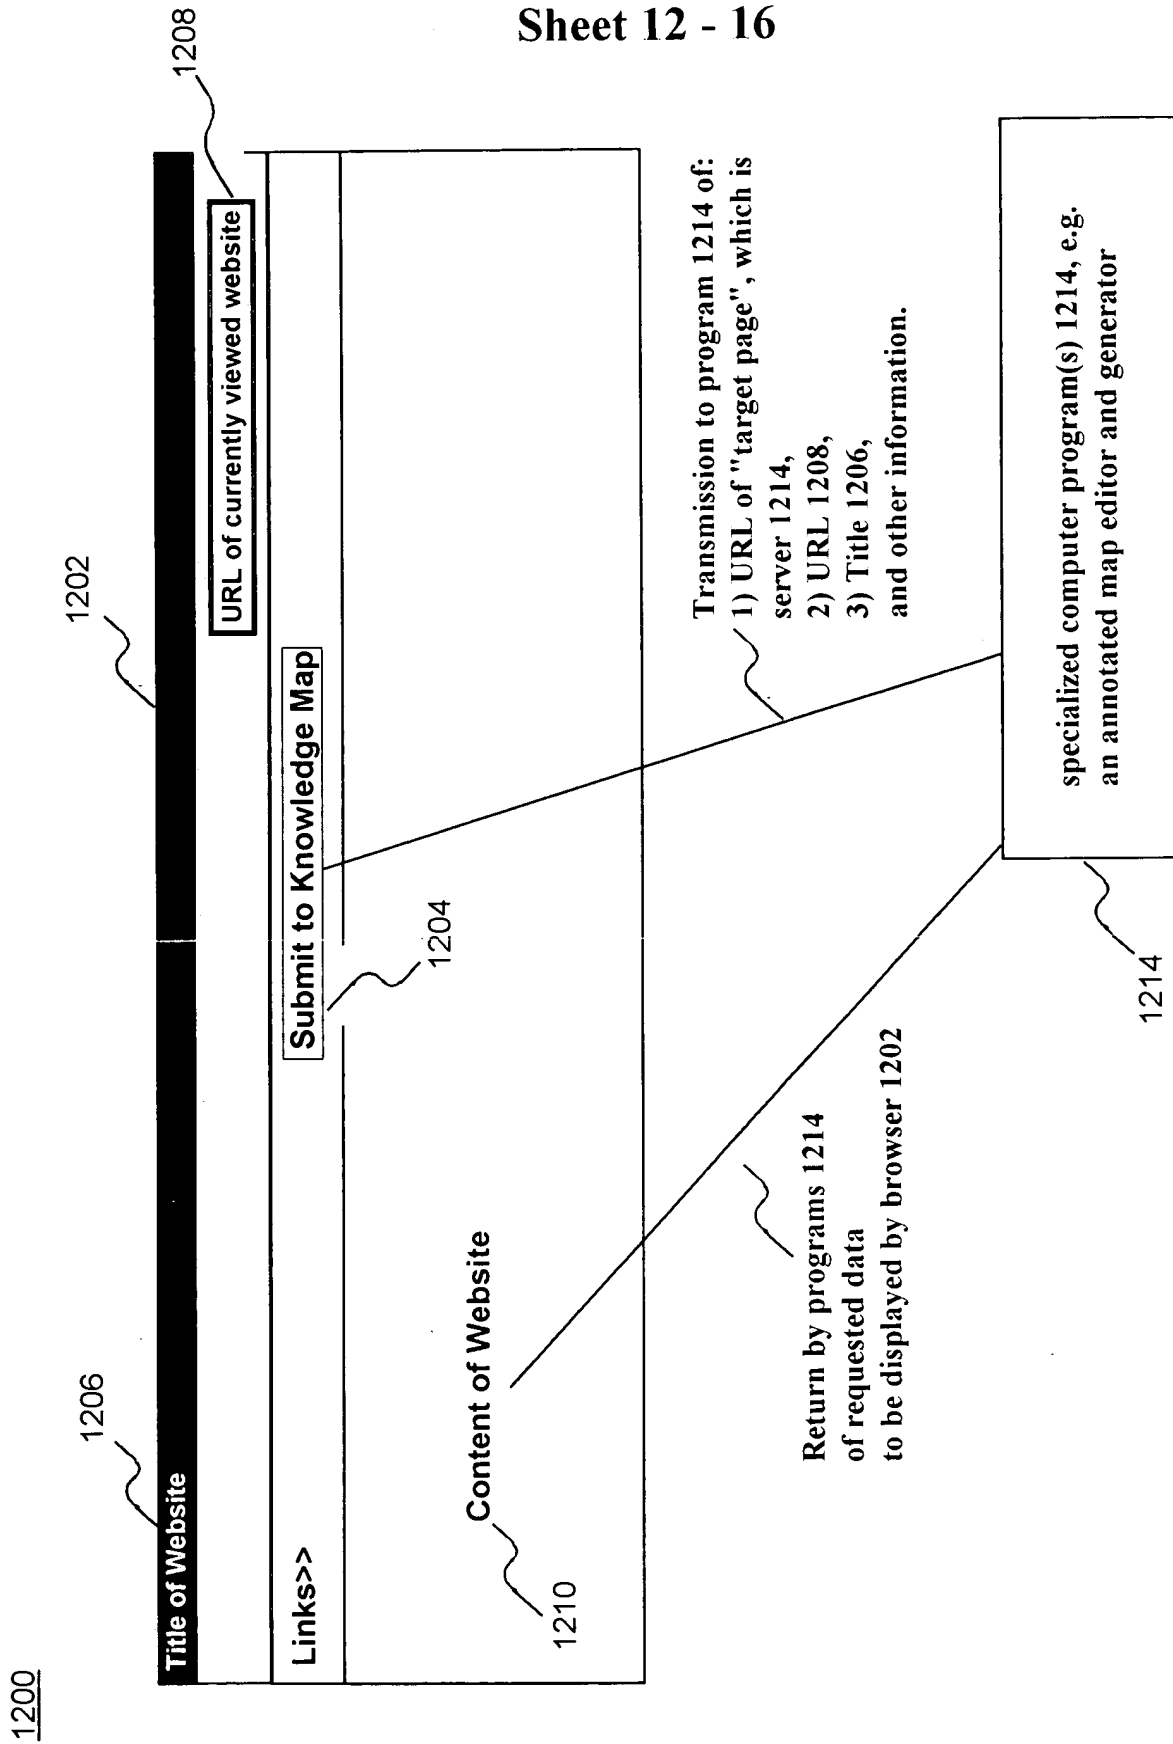 Sheet 12 - 16
1200
1206
1202
1208
Title of Website
URL of currently viewed website
Links>>
Submit to Knowledge Map
1204
Content of Website
1210
Transmission to program 1214 of:
1) URL of "target page", which is
server 1214,
2) URL 1208,
3) Title 1206,
and other information.
Return by programs 1214
of requested data
to be displayed by browser 1202
specialized computer program(s) 1214, e.g.
an annotated map editor and generator
1214